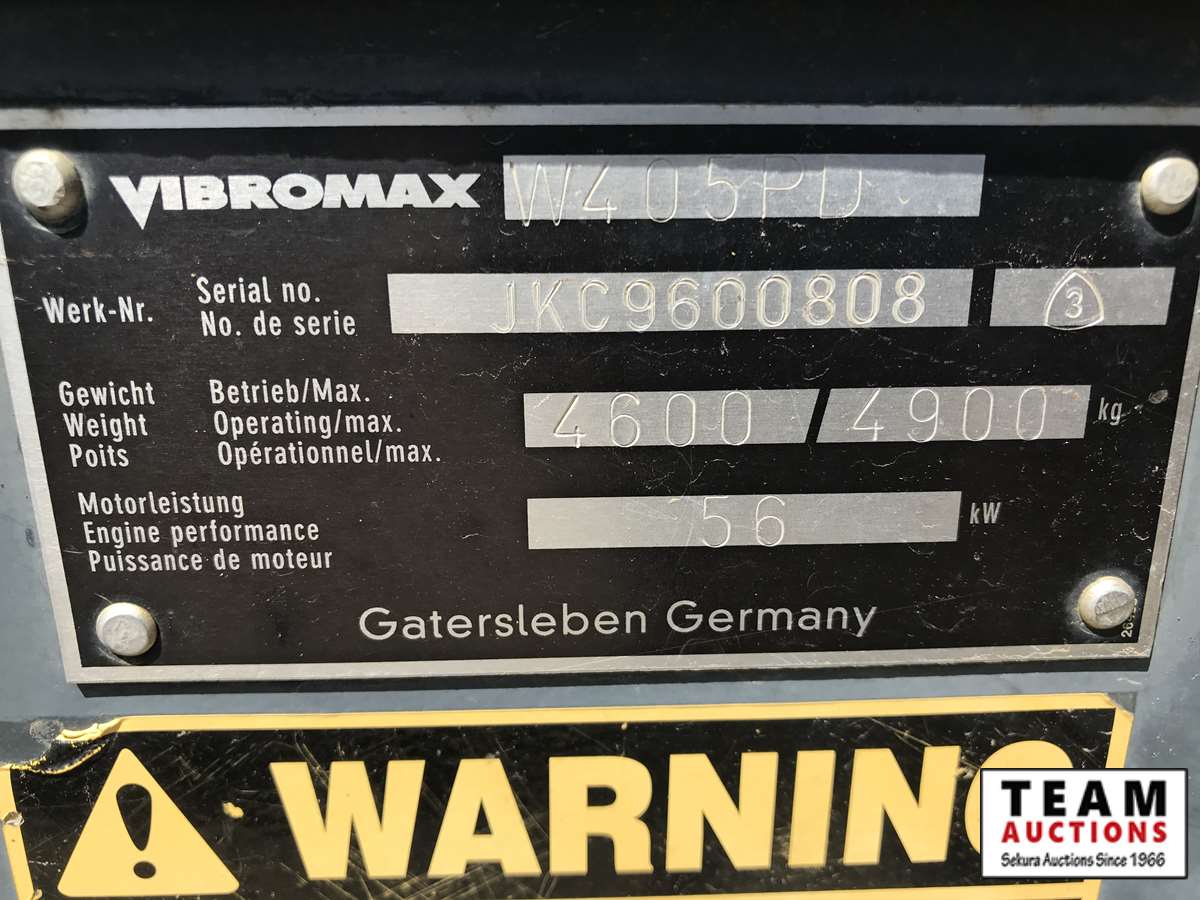 VIBROMAX W405PD
Werk-Nr. Serial no. JKC9600808 3
No. de serie
Gewicht Betrieb/Max.
Weight Operating/max. 4600 / 4900 kg
Poits Opérationnel/max.
Motorleistung
Engine performance 56 kW
Puissance de moteur
Gatersleben Germany
WARNING
TEAM
AUCTIONS
Sekura Auctions Since 1966